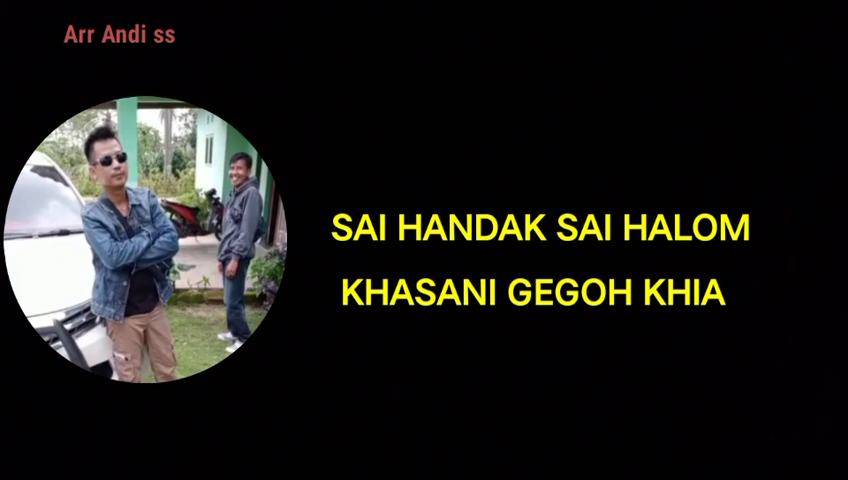 Arr Andi ss
SAI HANDAK SAI HALOM
KHASANI GEGOH KHIA